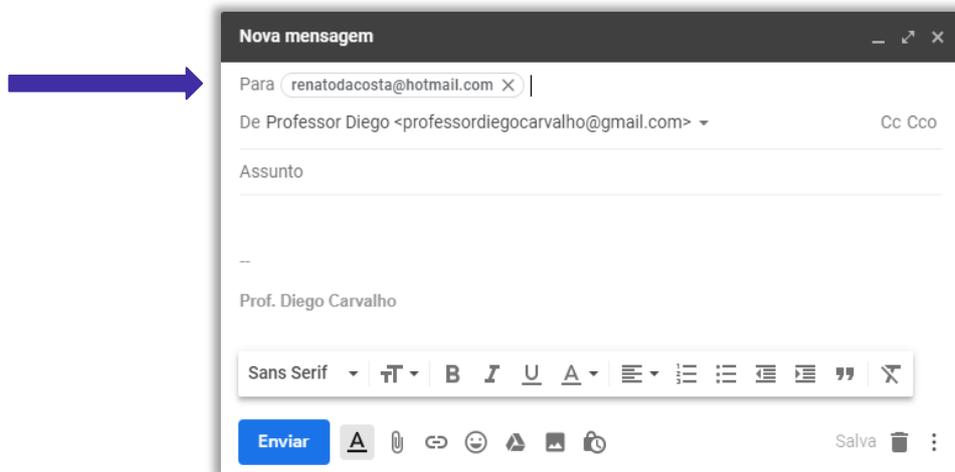 Nova mensagem
Para renatodacosta@hotmail.com
De Professor Diego <professordiegocarvalho@gmail.com> Cc Cco
Assunto
--
Prof. Diego Carvalho
Sans Serif
Enviar Salva